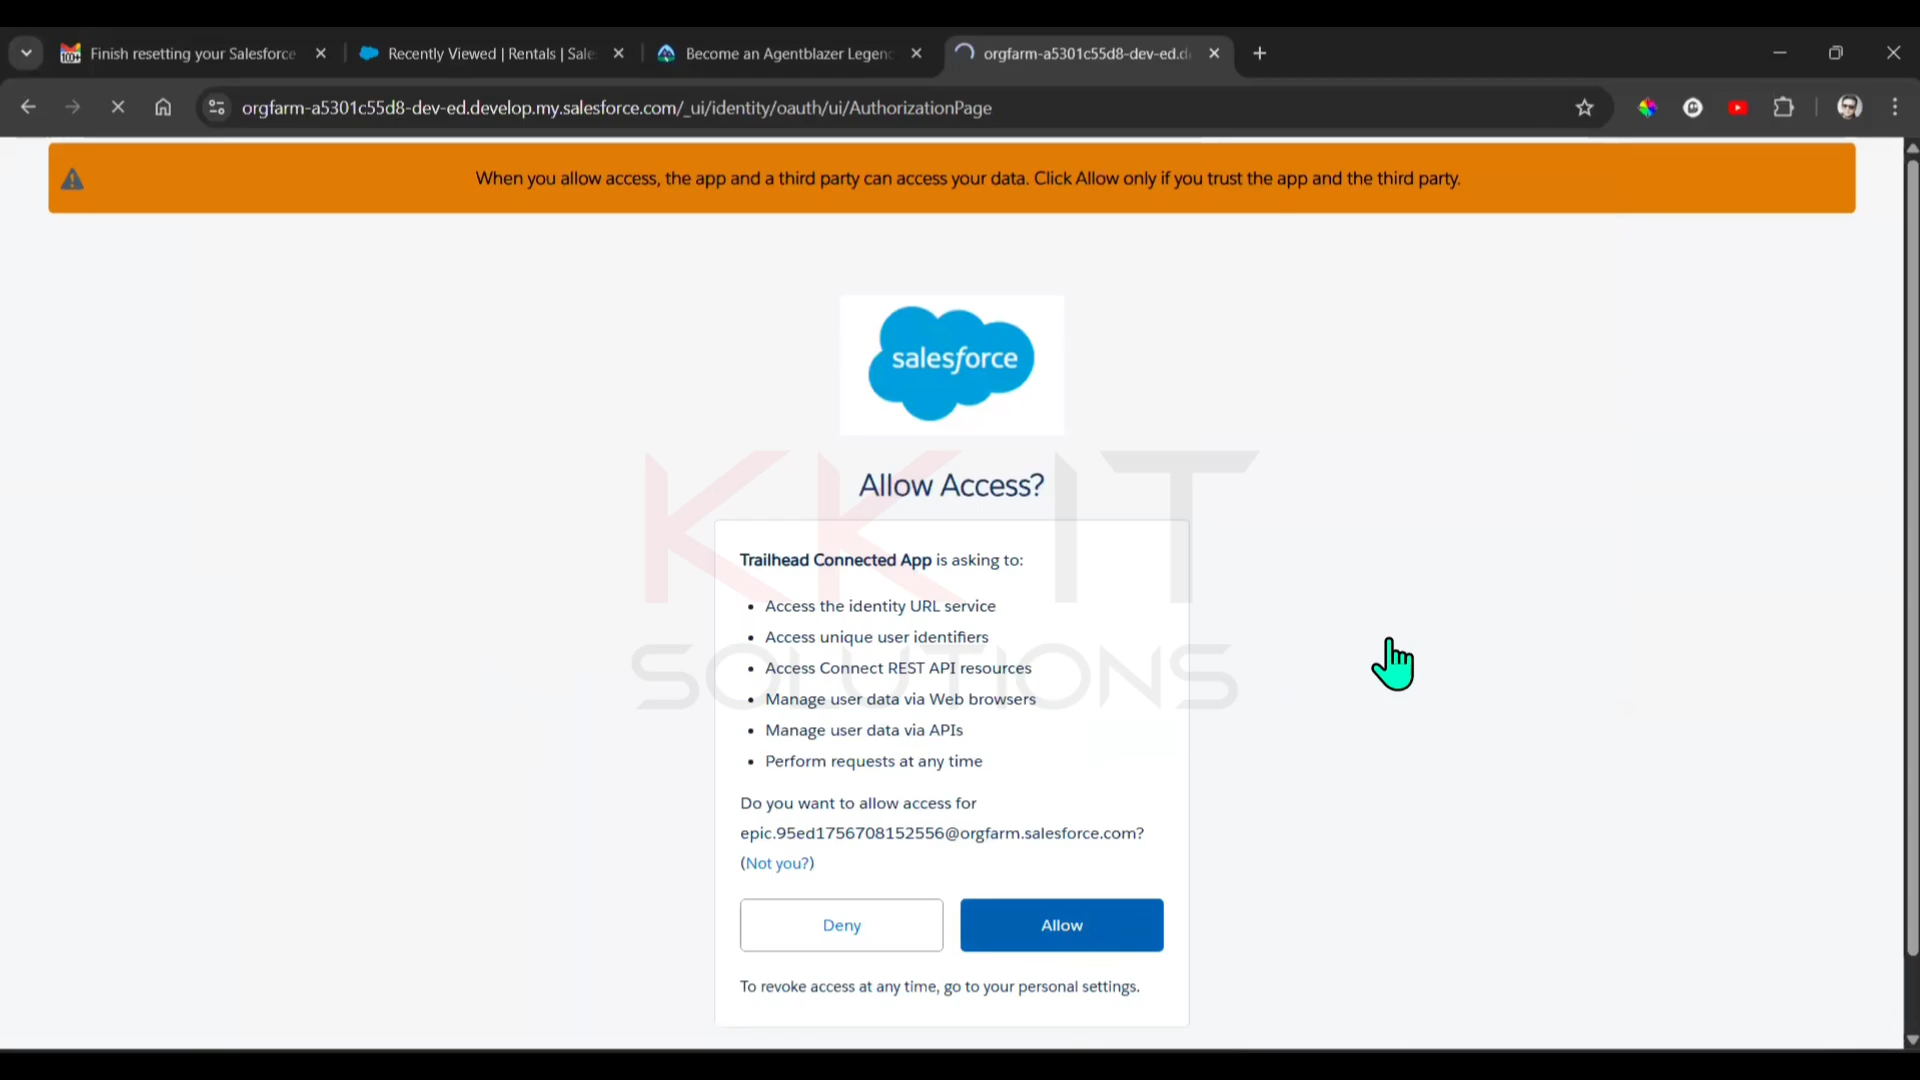 Finish resetting your Salesforce
Recently Viewed | Rentals | Sale
Become an Agentblazer Legen
orgfarm-a5301c55d8-dev-ed.d
orgfarm-a5301c55d8-dev-ed.develop.my.salesforce.com/_ui/identity/oauth/ui/AuthorizationPage
When you allow access, the app and a third party can access your data. Click Allow only if you trust the app and the third party.
salesforce
Allow Access?
KKIT
SOLUTIONS
Trailhead Connected App is asking to:
• Access the identity URL service
• Access unique user identifiers
• Access Connect REST API resources
• Manage user data via Web browsers
• Manage user data via APIs
• Perform requests at any time
Do you want to allow access for
epic.95ed1756708152556@orgfarm.salesforce.com?
(Not you?)
Deny
Allow
To revoke access at any time, go to your personal settings.